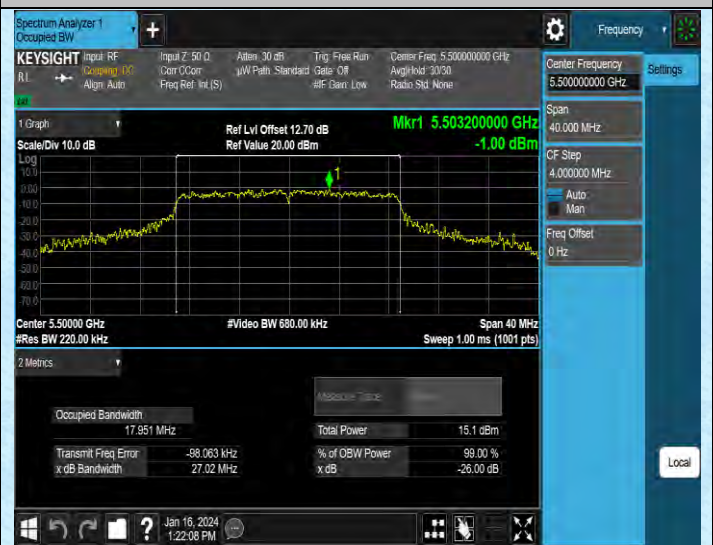 Spectrum Analyzer 1
Occupied BW
Frequency
KEYSIGHT
Input: RF
Coupling: DC
Align: Auto
Input Z: 50 Ω
Corr CCorr
Freq Ref: Int (S)
Atten: 30 dB
µW Path: Standard
Trig: Free Run
Gate: Off
#IF Gain: Low
Center Freq: 5.500000000 GHz
Avg|Hold: 30/30
Radio Std: None
Center Frequency
5.500000000 GHz
Settings
Span
40.000 MHz
CF Step
4.000000 MHz
Auto
Man
Freq Offset
0 Hz
1 Graph
Scale/Div 10.0 dB
Ref Lvl Offset 12.70 dB
Ref Value 20.00 dBm
Mkr1 5.503200000 GHz
-1.00 dBm
Log
10.0
0.00
-10.0
-20.0
-30.0
-40.0
-50.0
-60.0
-70.0
1
Center 5.50000 GHz
#Res BW 220.00 kHz
#Video BW 680.00 kHz
Span 40 MHz
Sweep 1.00 ms (1001 pts)
2 Metrics
Measure Trace
Occupied Bandwidth
17.951 MHz
Total Power
15.1 dBm
Transmit Freq Error
-98.063 kHz
% of OBW Power
99.00 %
x dB Bandwidth
27.02 MHz
x dB
-26.00 dB
Local
Jan 16, 2024
1:22:08 PM